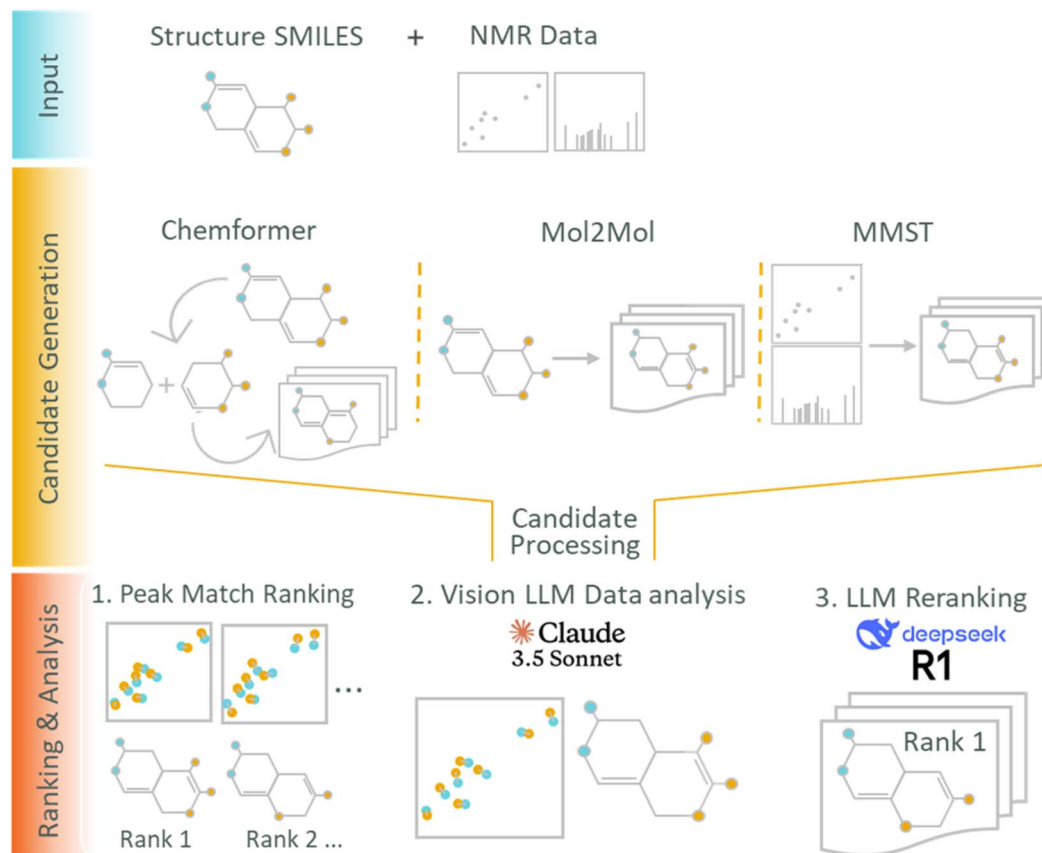 Input
Structure SMILES + NMR Data
Candidate Generation
Chemformer
Mol2Mol
MMST
+
Candidate
Processing
Ranking & Analysis
1. Peak Match Ranking
...
Rank 1
Rank 2 ...
2. Vision LLM Data analysis
Claude
3.5 Sonnet
3. LLM Reranking
deepseek
R1
Rank 1